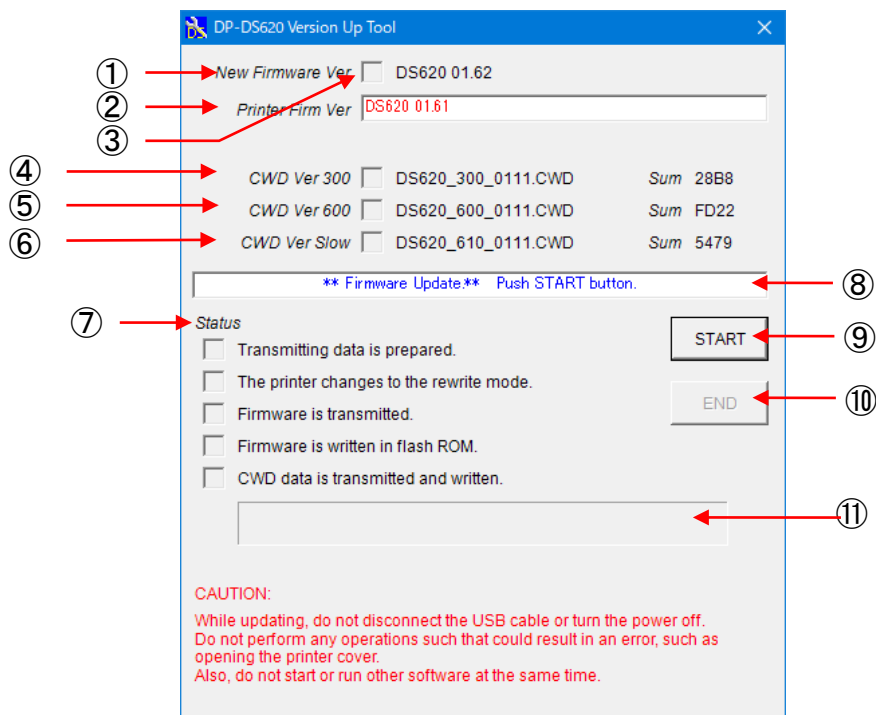 DP-DS620 Version Up Tool
① New Firmware Ver DS620 01.62
② Printer Firm Ver DS620 01.61
③
④ CWD Ver 300 DS620_300_0111.CWD Sum 28B8
⑤ CWD Ver 600 DS620_600_0111.CWD Sum FD22
⑥ CWD Ver Slow DS620_610_0111.CWD Sum 5479
** Firmware Update.** Push START button. ⑧
⑦ Status
START ⑨
Transmitting data is prepared.
The printer changes to the rewrite mode.
END ⑩
Firmware is transmitted.
Firmware is written in flash ROM.
CWD data is transmitted and written.
⑪
CAUTION:
While updating, do not disconnect the USB cable or turn the power off.
Do not perform any operations such that could result in an error, such as
opening the printer cover.
Also, do not start or run other software at the same time.